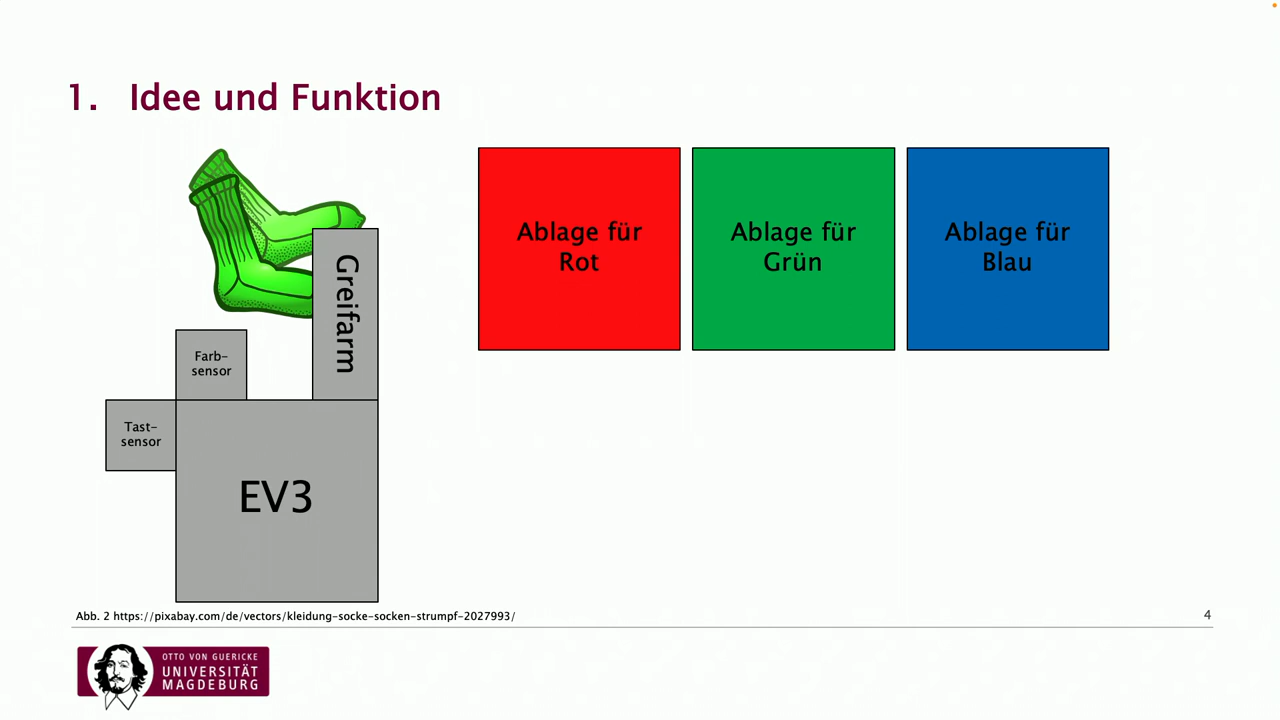 1. Idee und Funktion
Ablage für
Rot
Ablage für
Grün
Ablage für
Blau
Greifarm
Farb-
sensor
Tast-
sensor
EV3
Abb. 2 https://pixabay.com/de/vectors/kleidung-socke-socken-strumpf-2027993/
4
OTTO VON GUERICKE
UNIVERSITÄT
MAGDEBURG